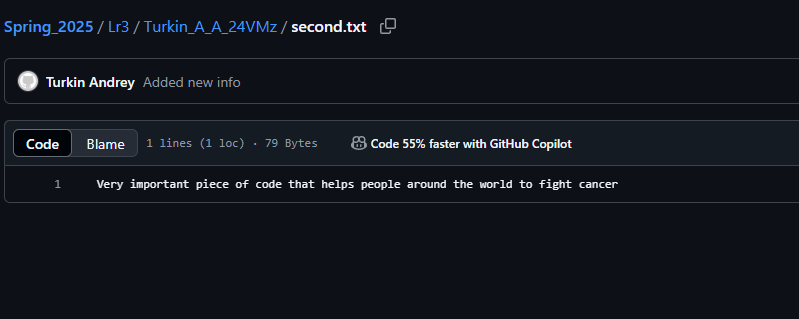 Spring_2025 / Lr3 / Turkin_A_A_24VMz / second.txt
Turkin Andrey Added new info
Code Blame 1 lines (1 loc) · 79 Bytes Code 55% faster with GitHub Copilot
1 Very important piece of code that helps people around the world to fight cancer